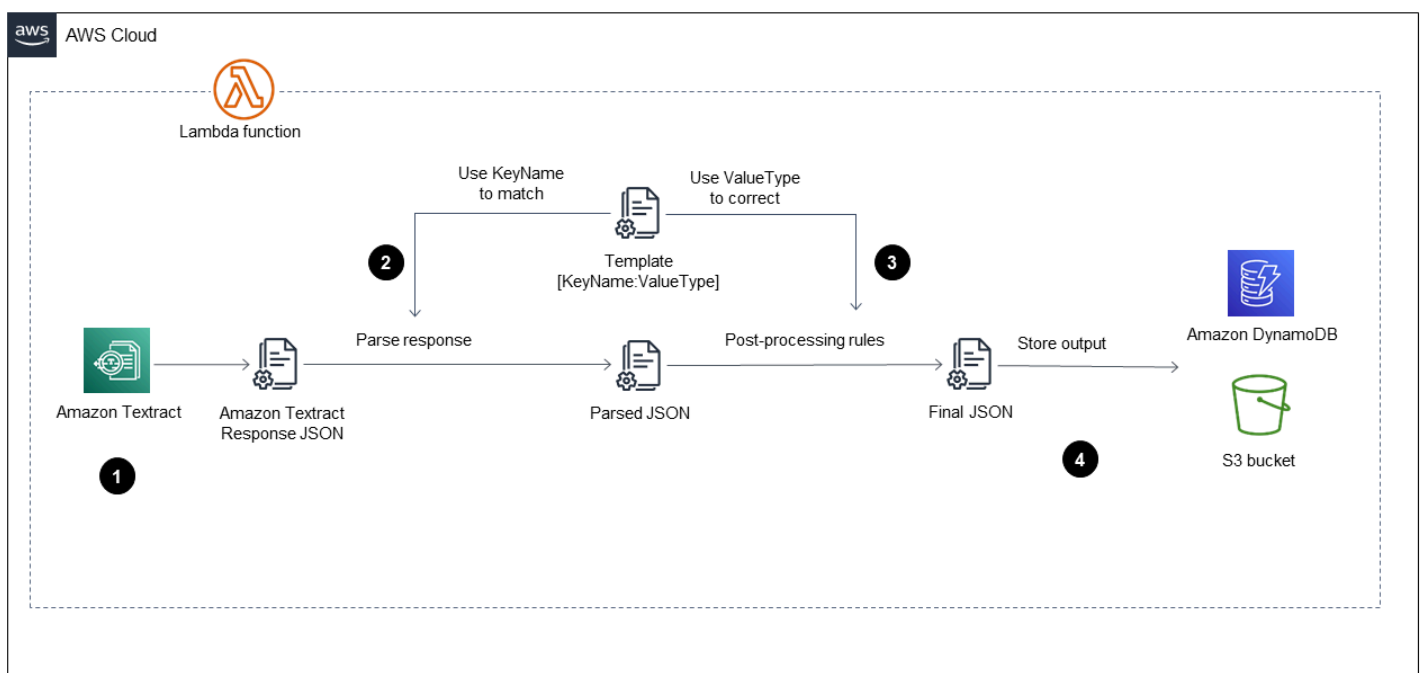 aws
AWS Cloud
Lambda function
Use KeyName
to match
Use ValueType
to correct
2
Template
[KeyName:ValueType]
3
Parse response
Post-processing rules
Store output
Amazon DynamoDB
Amazon Textract
Amazon Textract
Response JSON
Parsed JSON
Final JSON
1
4
S3 bucket